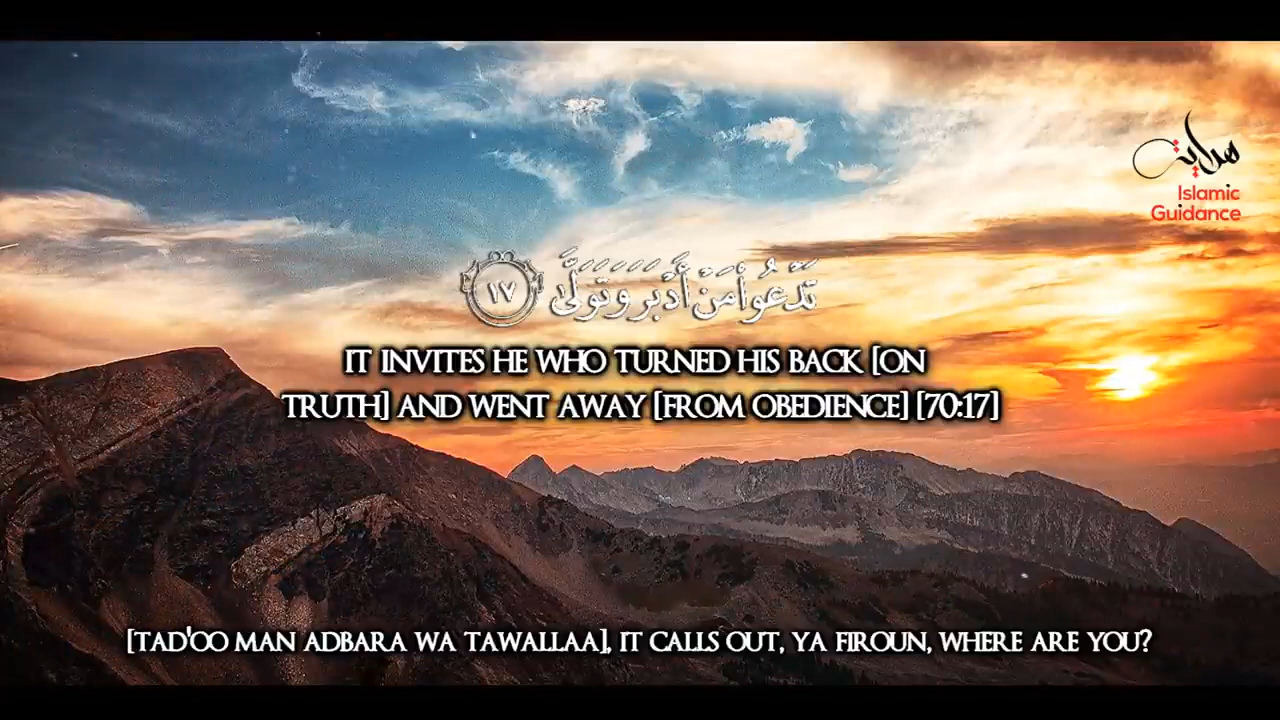 هداية
Islamic
Guidance
تَدْعُوا۟ مَنْ أَدْبَرَ وَتَوَلَّىٰ ١٧
IT INVITES HE WHO TURNED HIS BACK [ON
TRUTH] AND WENT AWAY [FROM OBEDIENCE] [70:17]
[TAD'OO MAN ADBARA WA TAWALLAA], IT CALLS OUT, YA FIROUN, WHERE ARE YOU?